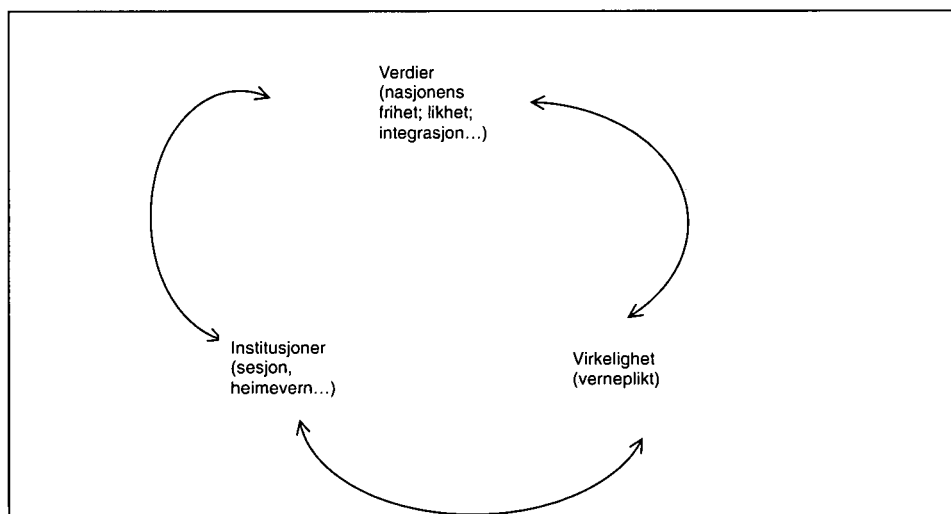 Verdier
(nasjonens
frihet; likhet;
integrasjon...)
Institusjoner
(sesjon,
heimevern...)
Virkelighet
(verneplikt)